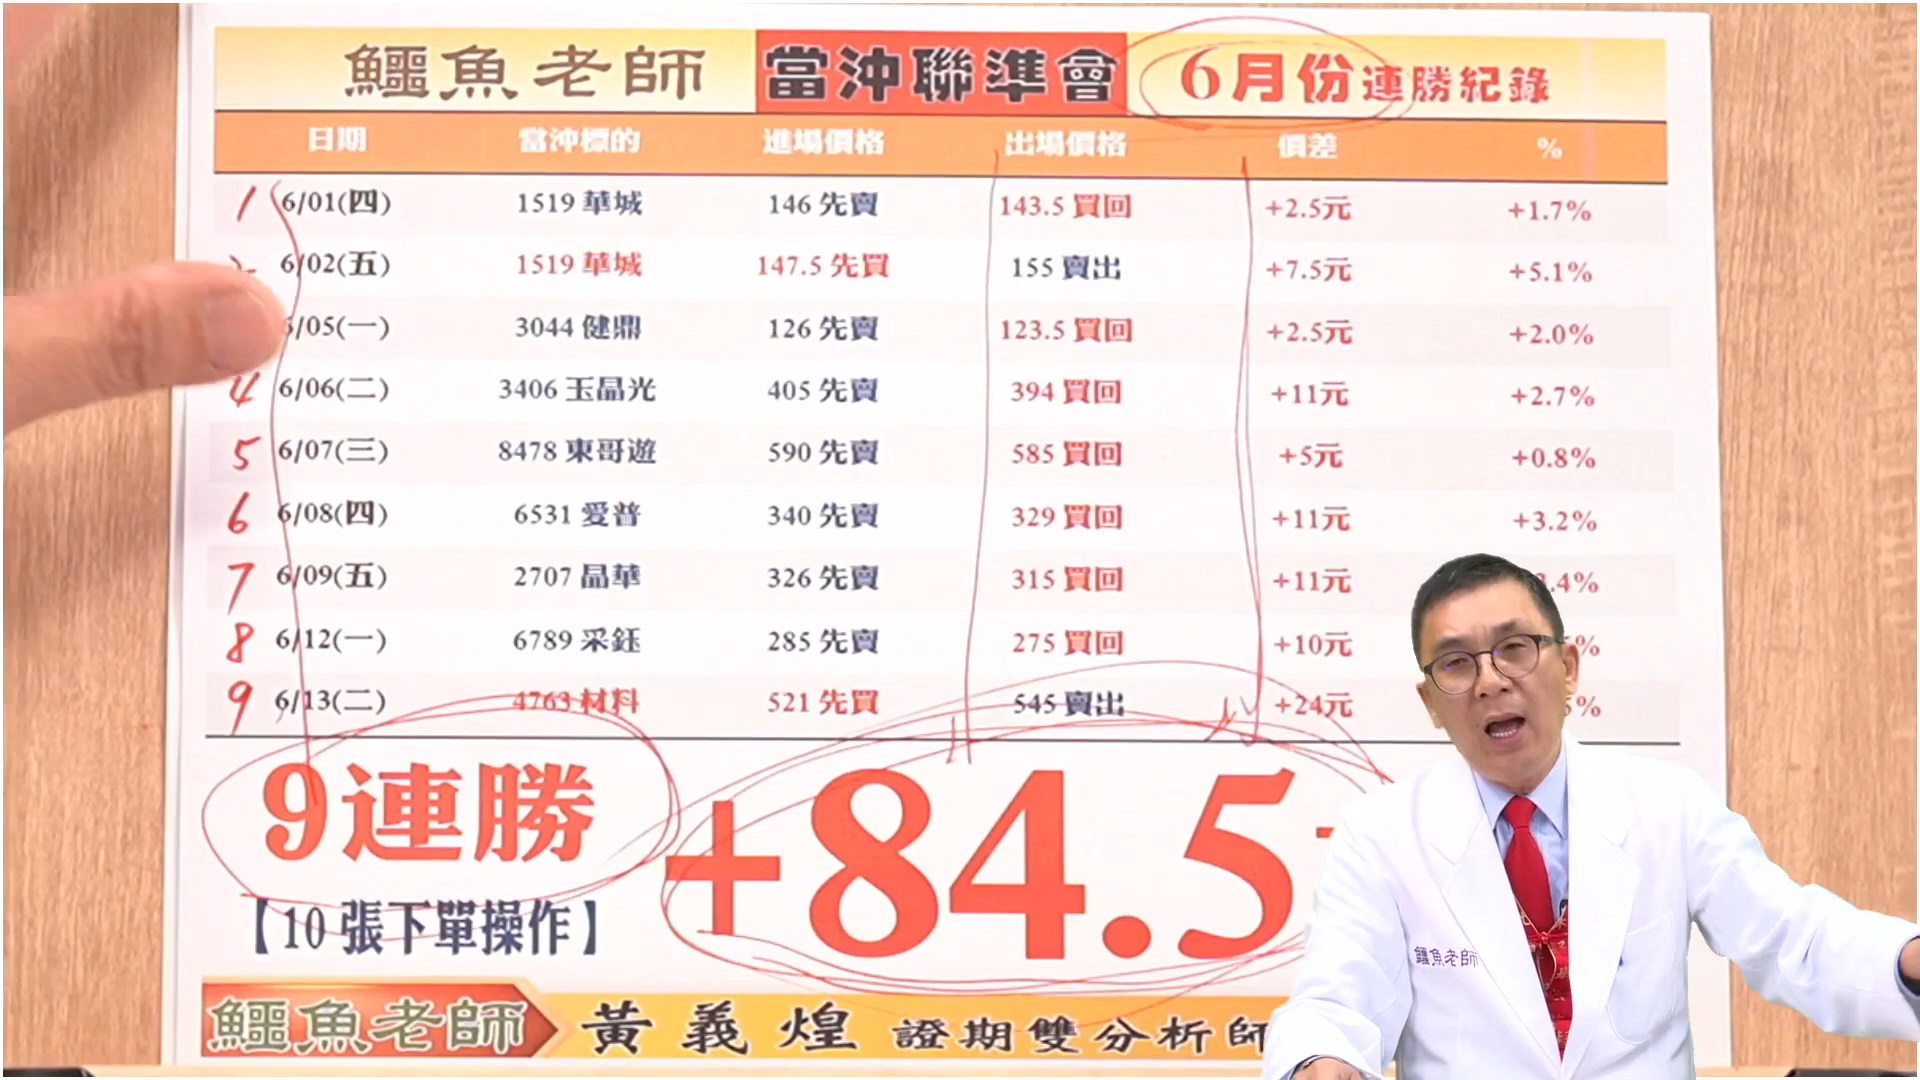 鱷魚老師 當沖聯準會 6月份連勝紀錄
日期 當沖標的 進場價格 出場價格 價差 %
1 6/01(四) 1519 華城 146 先賣 143.5 買回 +2.5元 +1.7%
6/02(五) 1519 華城 147.5 先買 155 賣出 +7.5元 +5.1%
/05(一) 3044 健鼎 126 先賣 123.5 買回 +2.5元 +2.0%
4 6/06(二) 3406 玉晶光 405 先賣 394 買回 +11元 +2.7%
5 6/07(三) 8478 東哥遊 590 先賣 585 買回 +5元 +0.8%
6 6/08(四) 6531 愛普 340 先賣 329 買回 +11元 +3.2%
7 6/09(五) 2707 晶華 326 先賣 315 買回 +11元 .4%
8 6/12(一) 6789 采鈺 285 先賣 275 買回 +10元 %
9 6/13(二) 4763 材料 521 先買 545 賣出 +24元 %
9連勝 +84.5
【10 張下單操作】
鱷魚老師
鱷魚老師 黃義煌 證期雙分析師